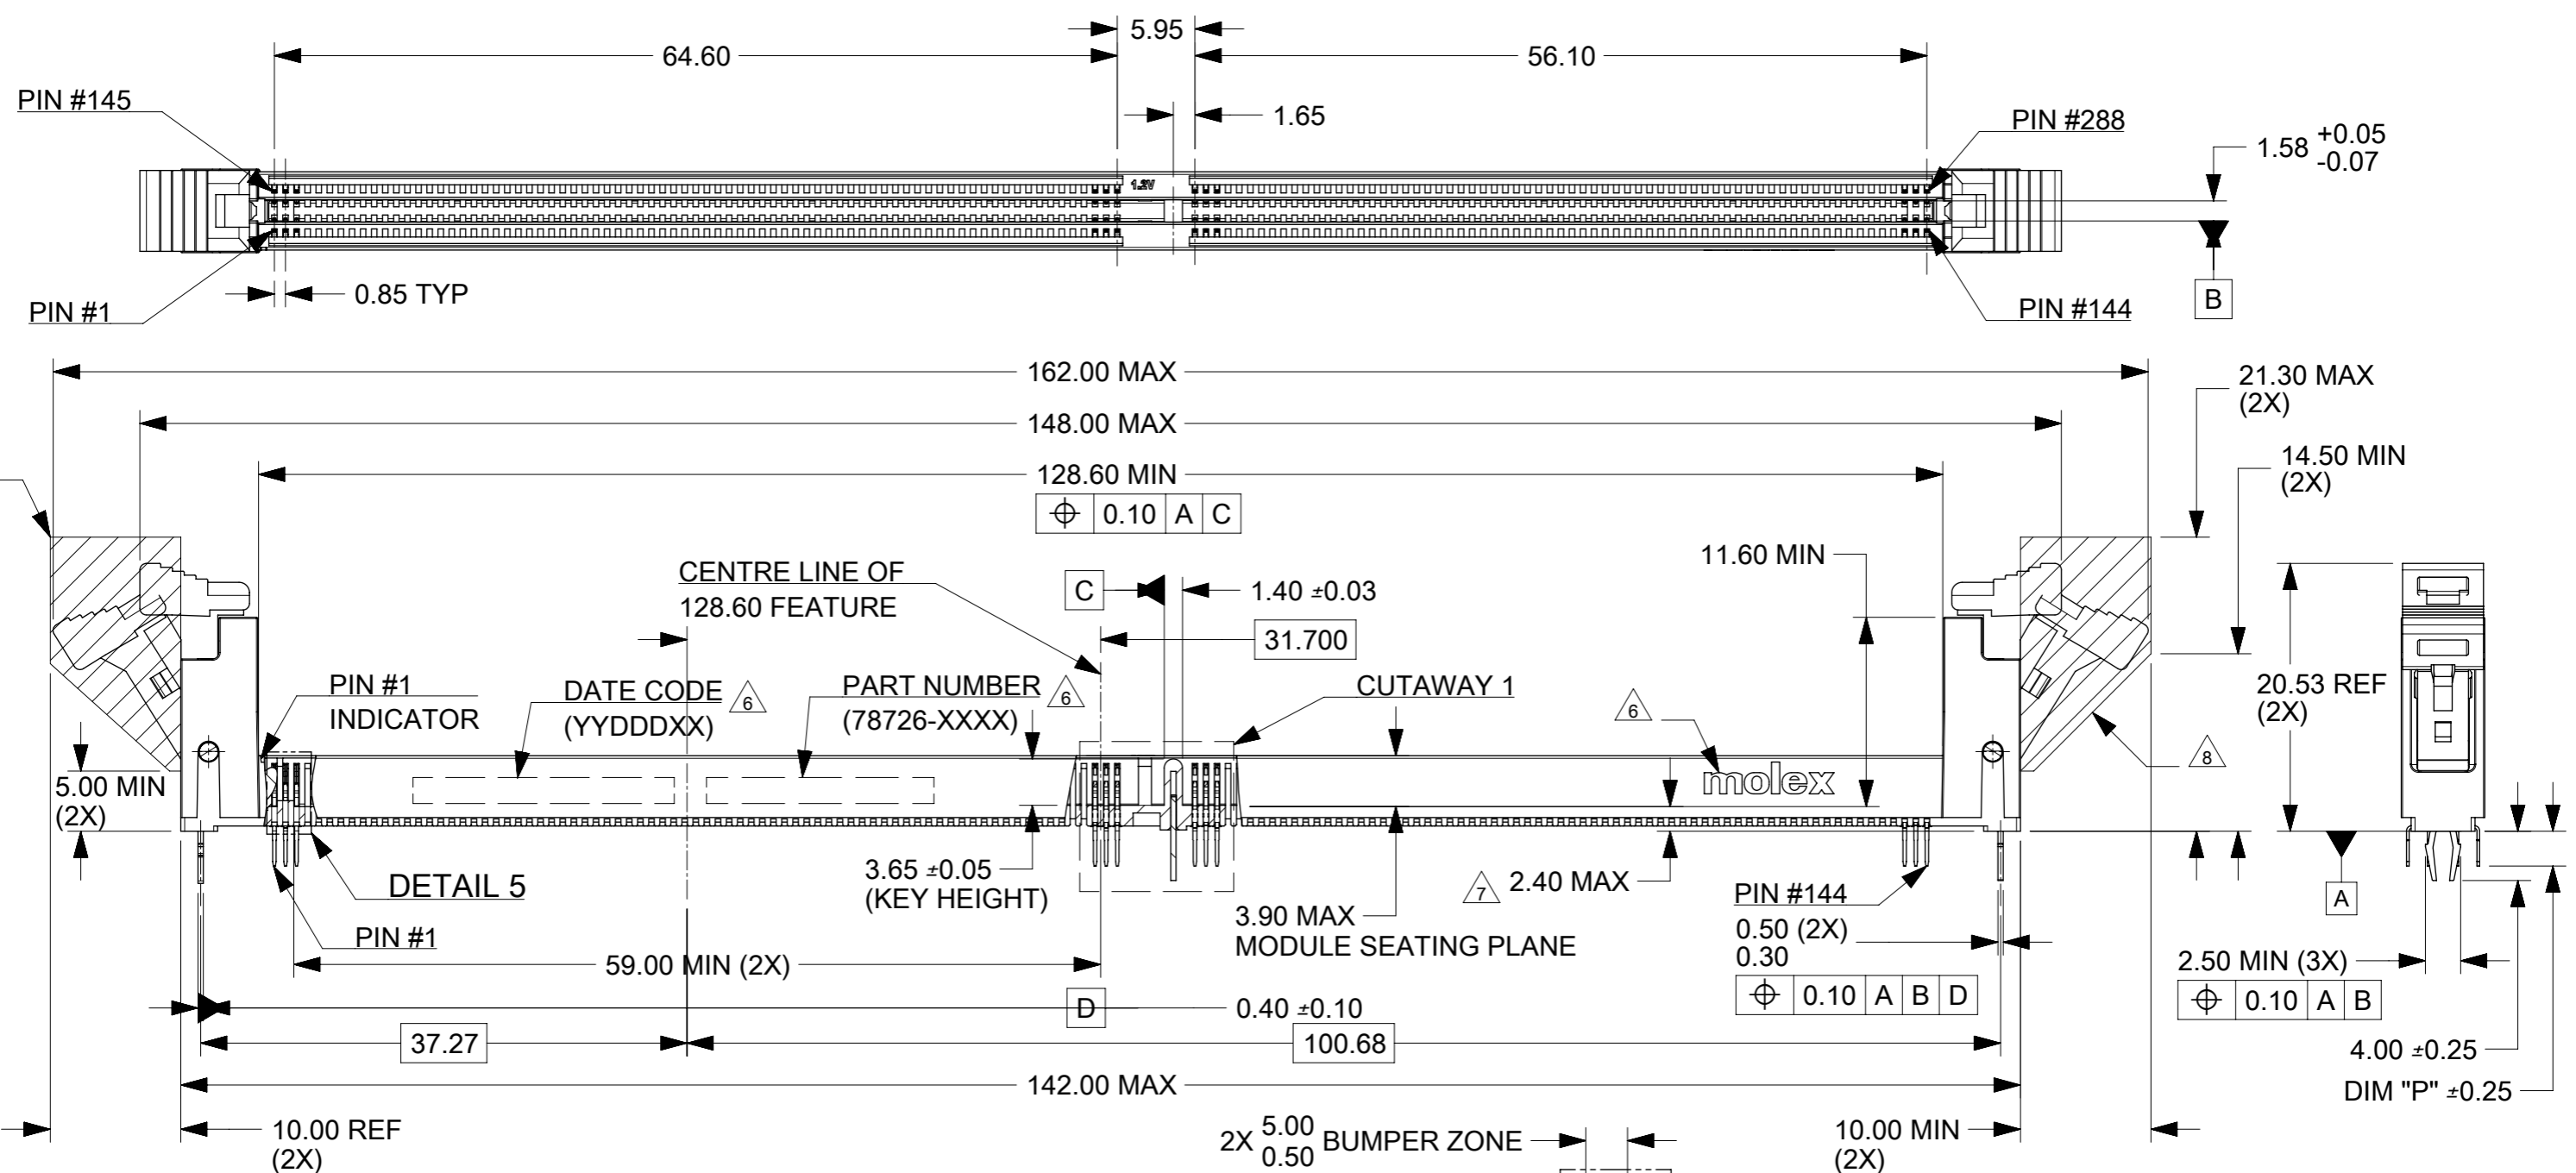 5.95
64.60
56.10
PIN #145
1.65
PIN #288
1.58 +0.05
-0.07
1.2V
0.85 TYP
PIN #1
PIN #144
B
162.00 MAX
21.30 MAX
(2X)
148.00 MAX
14.50 MIN
(2X)
128.60 MIN
⌖ 0.10 A C
11.60 MIN
CENTRE LINE OF
128.60 FEATURE
C
1.40 ±0.03
31.700
PIN #1
INDICATOR
DATE CODE 6
(YYDDDXX)
PART NUMBER 6
(78726-XXXX)
CUTAWAY 1
6
20.53 REF
(2X)
8
molex
5.00 MIN
(2X)
3.65 ±0.05
(KEY HEIGHT)
DETAIL 5
7 2.40 MAX
PIN #144
A
3.90 MAX
MODULE SEATING PLANE
PIN #1
0.50 (2X)
0.30
⌖ 0.10 A B D
59.00 MIN (2X)
2.50 MIN (3X)
⌖ 0.10 A B
D
0.40 ±0.10
37.27
100.68
4.00 ±0.25
142.00 MAX
DIM "P" ±0.25
10.00 REF
(2X)
2X 5.00
0.50 BUMPER ZONE
10.00 MIN
(2X)